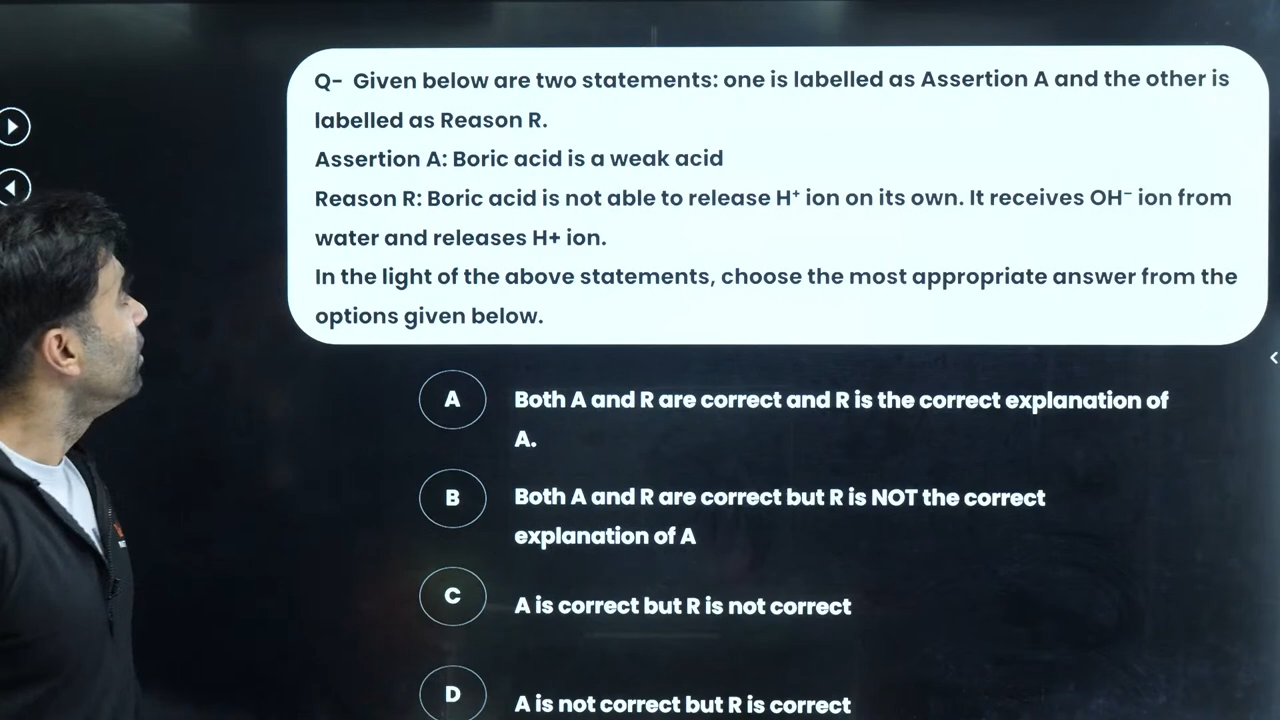 Q- Given below are two statements: one is labelled as Assertion A and the other is
labelled as Reason R.
Assertion A: Boric acid is a weak acid
Reason R: Boric acid is not able to release H⁺ ion on its own. It receives OH⁻ ion from
water and releases H+ ion.
In the light of the above statements, choose the most appropriate answer from the
options given below.
A Both A and R are correct and R is the correct explanation of
A.
B Both A and R are correct but R is NOT the correct
explanation of A
C A is correct but R is not correct
D A is not correct but R is correct